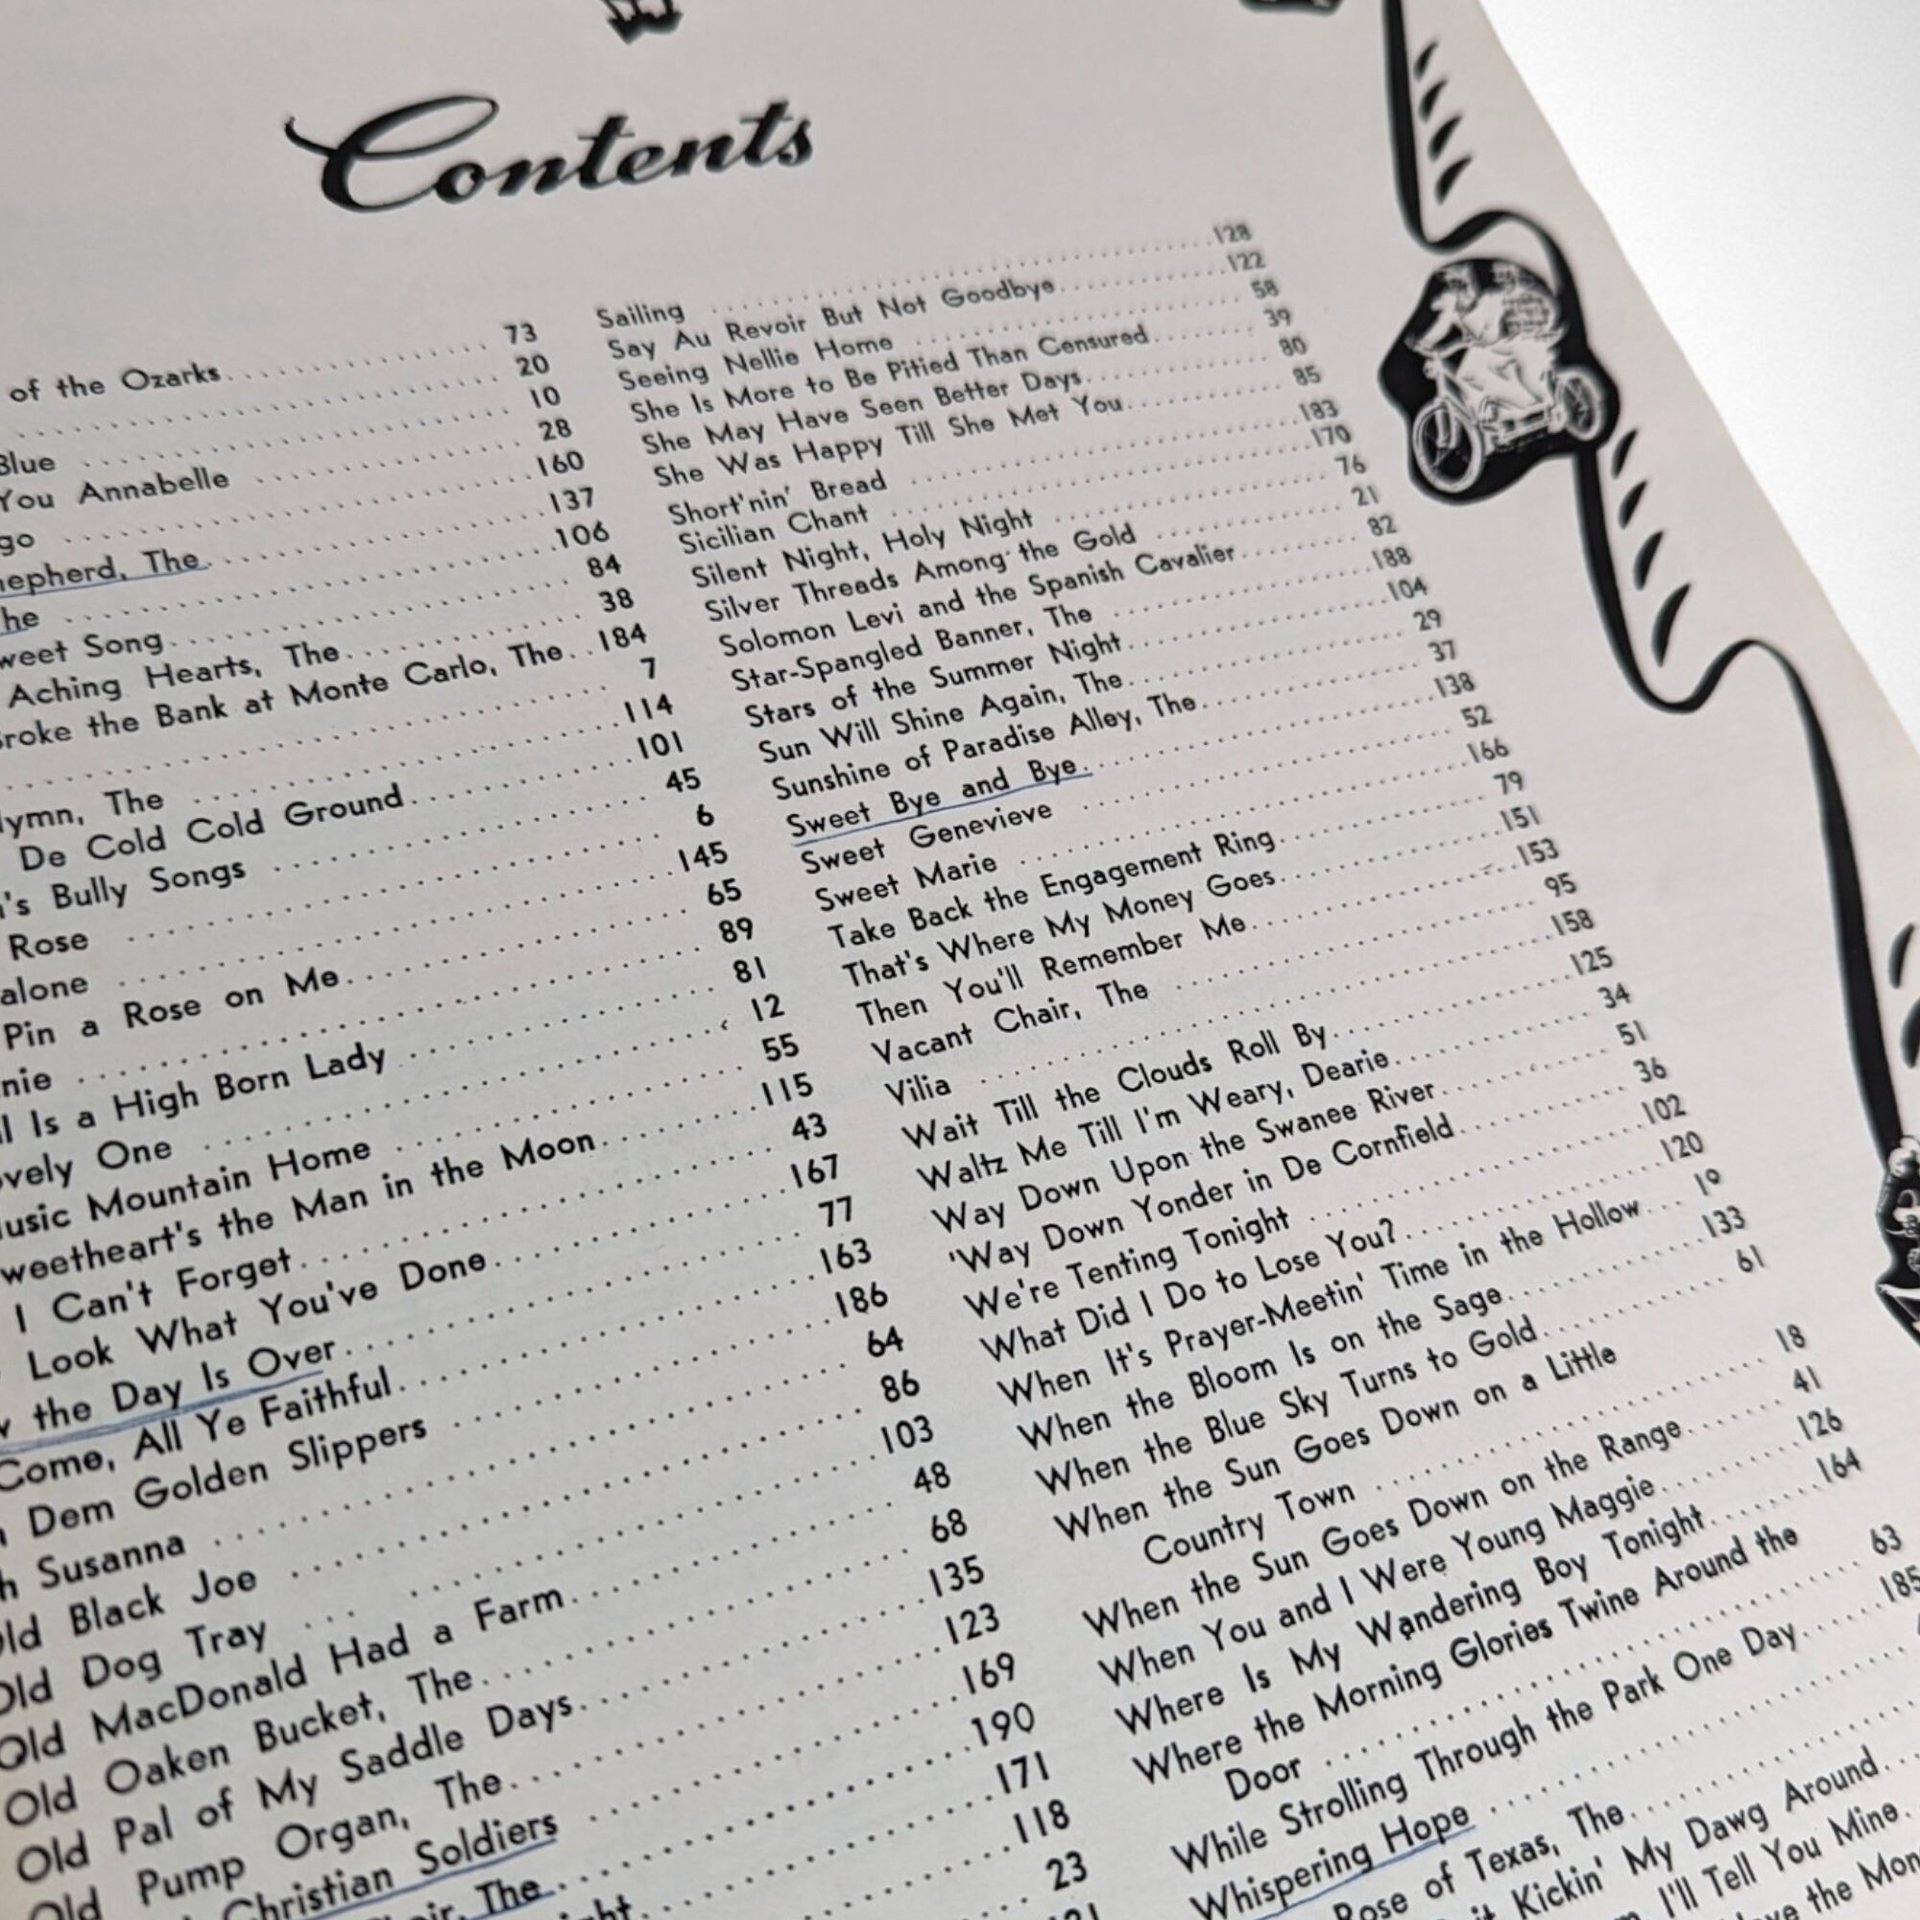 Contents
of the Ozarks 73
20
Blue 10
You Annabelle 28
160
The 137
106
Song 84
Aching Hearts, The 38
the Bank at Monte Carlo, The 184
7
The 114
De Cold Cold Ground 101
Bully Songs 45
Rose 6
145
Pin a Rose on Me 65
89
Is a High Born Lady 81
One 12
Mountain Home 55
the Man in the Moon 115
I Can't Forget 43
Look What You've Done 167
the Day Is Over 77
Come, All Ye Faithful 163
Dem Golden Slippers 186
Susanna 64
Old Black Joe 86
Old Dog Tray 103
Old MacDonald Had a Farm 48
Old Oaken Bucket, The 68
Old Pal of My Saddle Days 135
Old Pump Organ, The 123
Christian Soldiers 169
The 190
171
118
23
Sailing 128
Say Au Revoir But Not Goodbye 122
Seeing Nellie Home 58
She Is More to Be Pitied Than Censured 39
She May Have Seen Better Days 80
She Was Happy Till She Met You 85
Short'nin' Bread 183
Sicilian Chant 170
Silent Night, Holy Night 76
Silver Threads Among the Gold 21
Solomon Levi and the Spanish Cavalier 82
Star-Spangled Banner, The 188
Stars of the Summer Night 104
Sun Will Shine Again, The 29
Sunshine of Paradise Alley, The 37
Sweet Bye and Bye 138
Sweet Genevieve 52
Sweet Marie 166
Take Back the Engagement Ring 79
That's Where My Money Goes 151
Then You'll Remember Me 153
Vacant Chair, The 95
Vilia 158
Wait Till the Clouds Roll By 125
Waltz Me Till I'm Weary, Dearie 34
Way Down Upon the Swanee River 51
'Way Down Yonder in De Cornfield 36
We're Tenting Tonight 102
What Did I Do to Lose You? 120
When It's Prayer-Meetin' Time in the Hollow 19
When the Bloom Is on the Sage 133
When the Blue Sky Turns to Gold 61
When the Sun Goes Down on a Little
Country Town 18
When the Sun Goes Down on the Range 41
When You and I Were Young Maggie 126
Where Is My Wandering Boy Tonight 164
Where the Morning Glories Twine Around the
Door 63
While Strolling Through the Park One Day 185
Whispering Hope
Rose of Texas, The
Kickin' My Dawg Around
I'll Tell You Mine
the